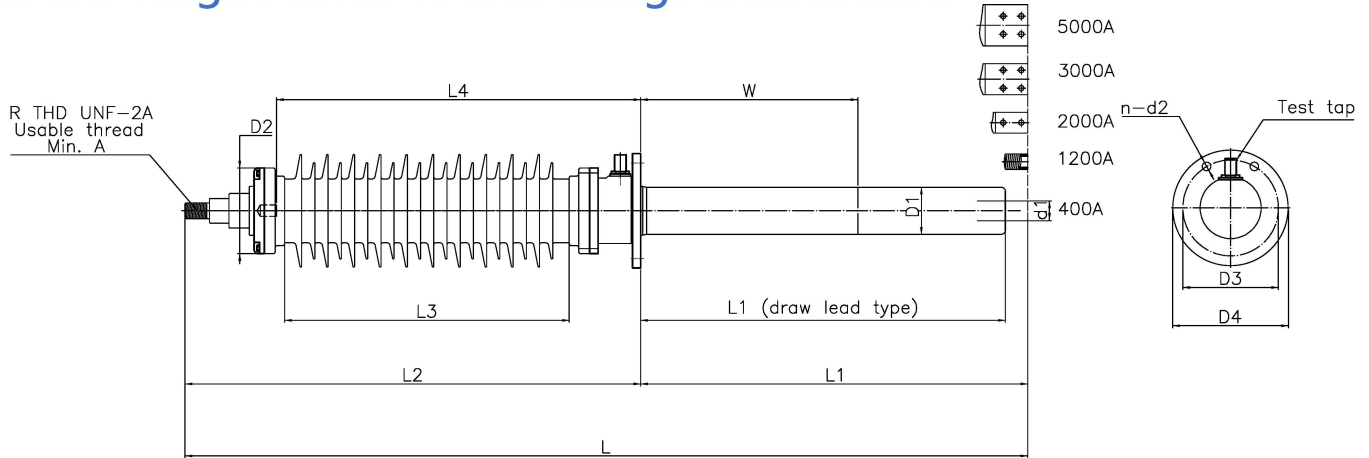 5000A
3000A
2000A
1200A
400A
L4
W
R THD UNF-2A
Usable thread
Min. A
D2
n-d2
Test tap
D1
d1
L3
L1 (draw lead type)
D3
D4
L2
L1
L